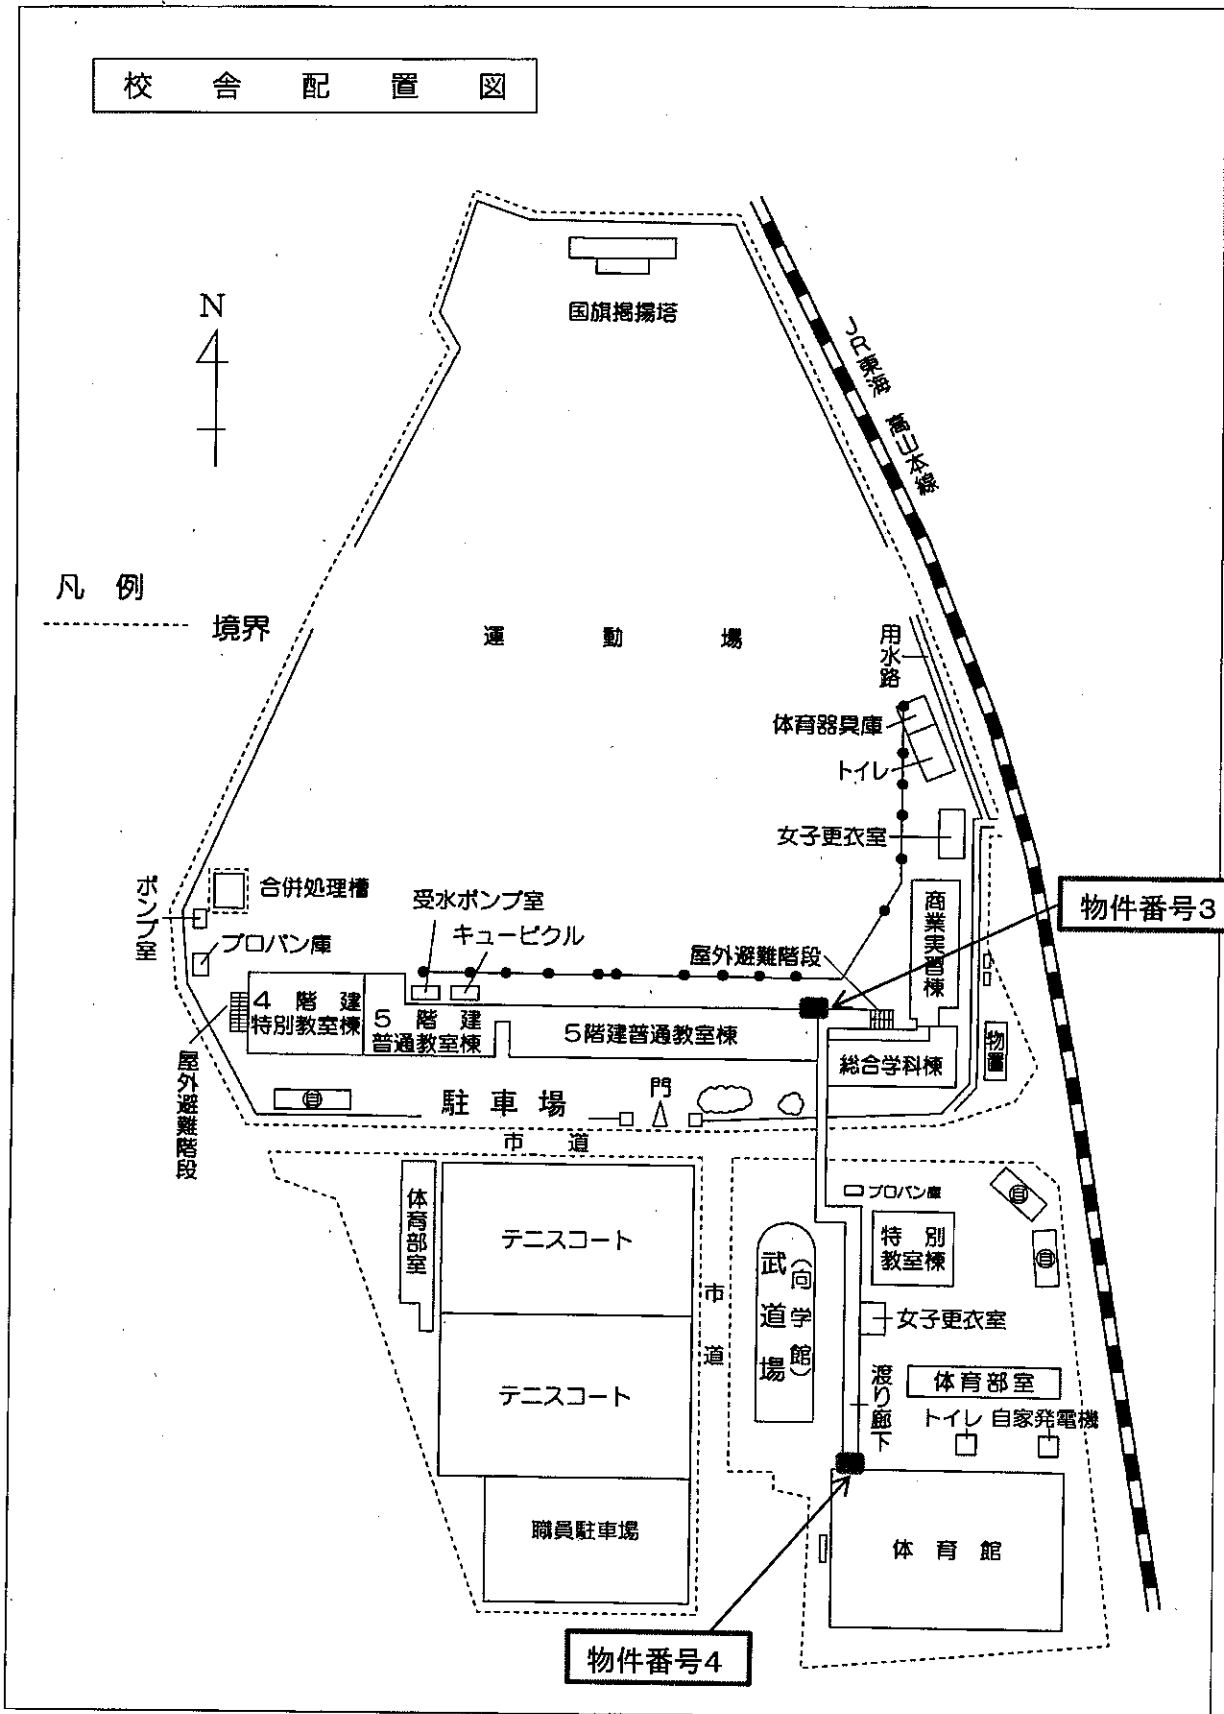 校舎配置図
N
国旗掲揚塔
JR東海 高山本線
凡例
境界
運動場
用水路
体育器具庫
トイレ
女子更衣室
ポンプ室
合併処理槽
プロパン庫
受水ポンプ室
キュービクル
屋外避難階段
商業実習棟
物件番号3
4階建
特別教室棟
5階建
普通教室棟
5階建普通教室棟
総合学科棟
物置
屋外避難階段
自
駐車場
門
市道
体育部室
テニスコート
テニスコート
職員駐車場
市道
武道場
(向学館)
プロパン庫
特別
教室棟
自
自
女子更衣室
渡り廊下
体育部室
トイレ
自家発電機
体育館
物件番号4